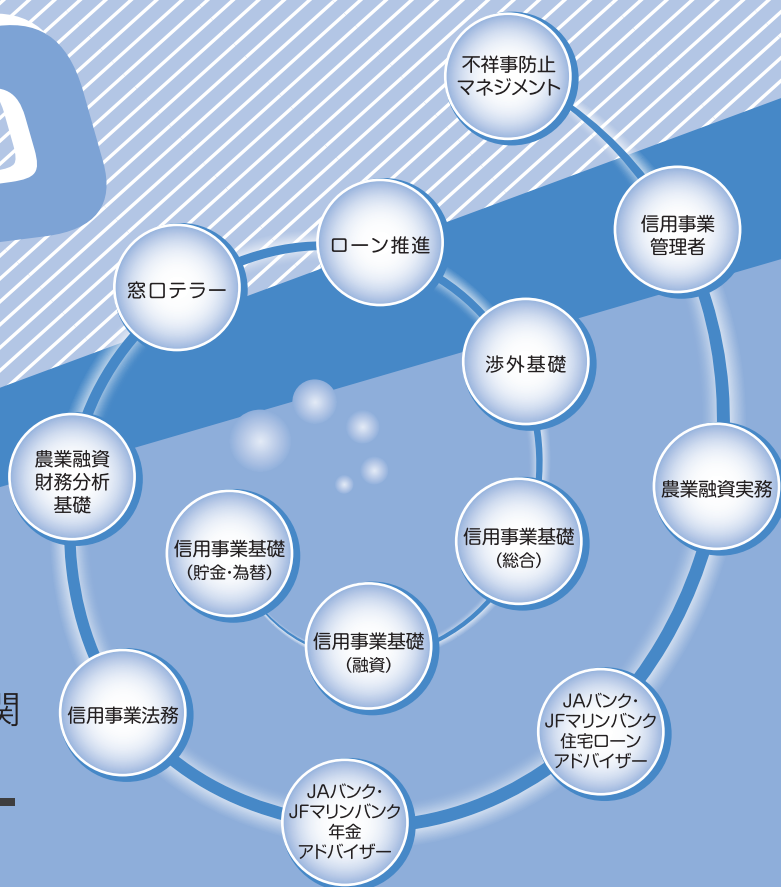 不祥事防止
マネジメント
信用事業
管理者
ローン推進
窓口テラー
渉外基礎
農業融資
財務分析
基礎
農業融資実務
信用事業基礎
(貯金・為替)
信用事業基礎
(総合)
信用事業基礎
(融資)
信用事業法務
関
JAバンク・
JFマリンバンク
住宅ローン
アドバイザー
JAバンク・
JFマリンバンク
年金
アドバイザー